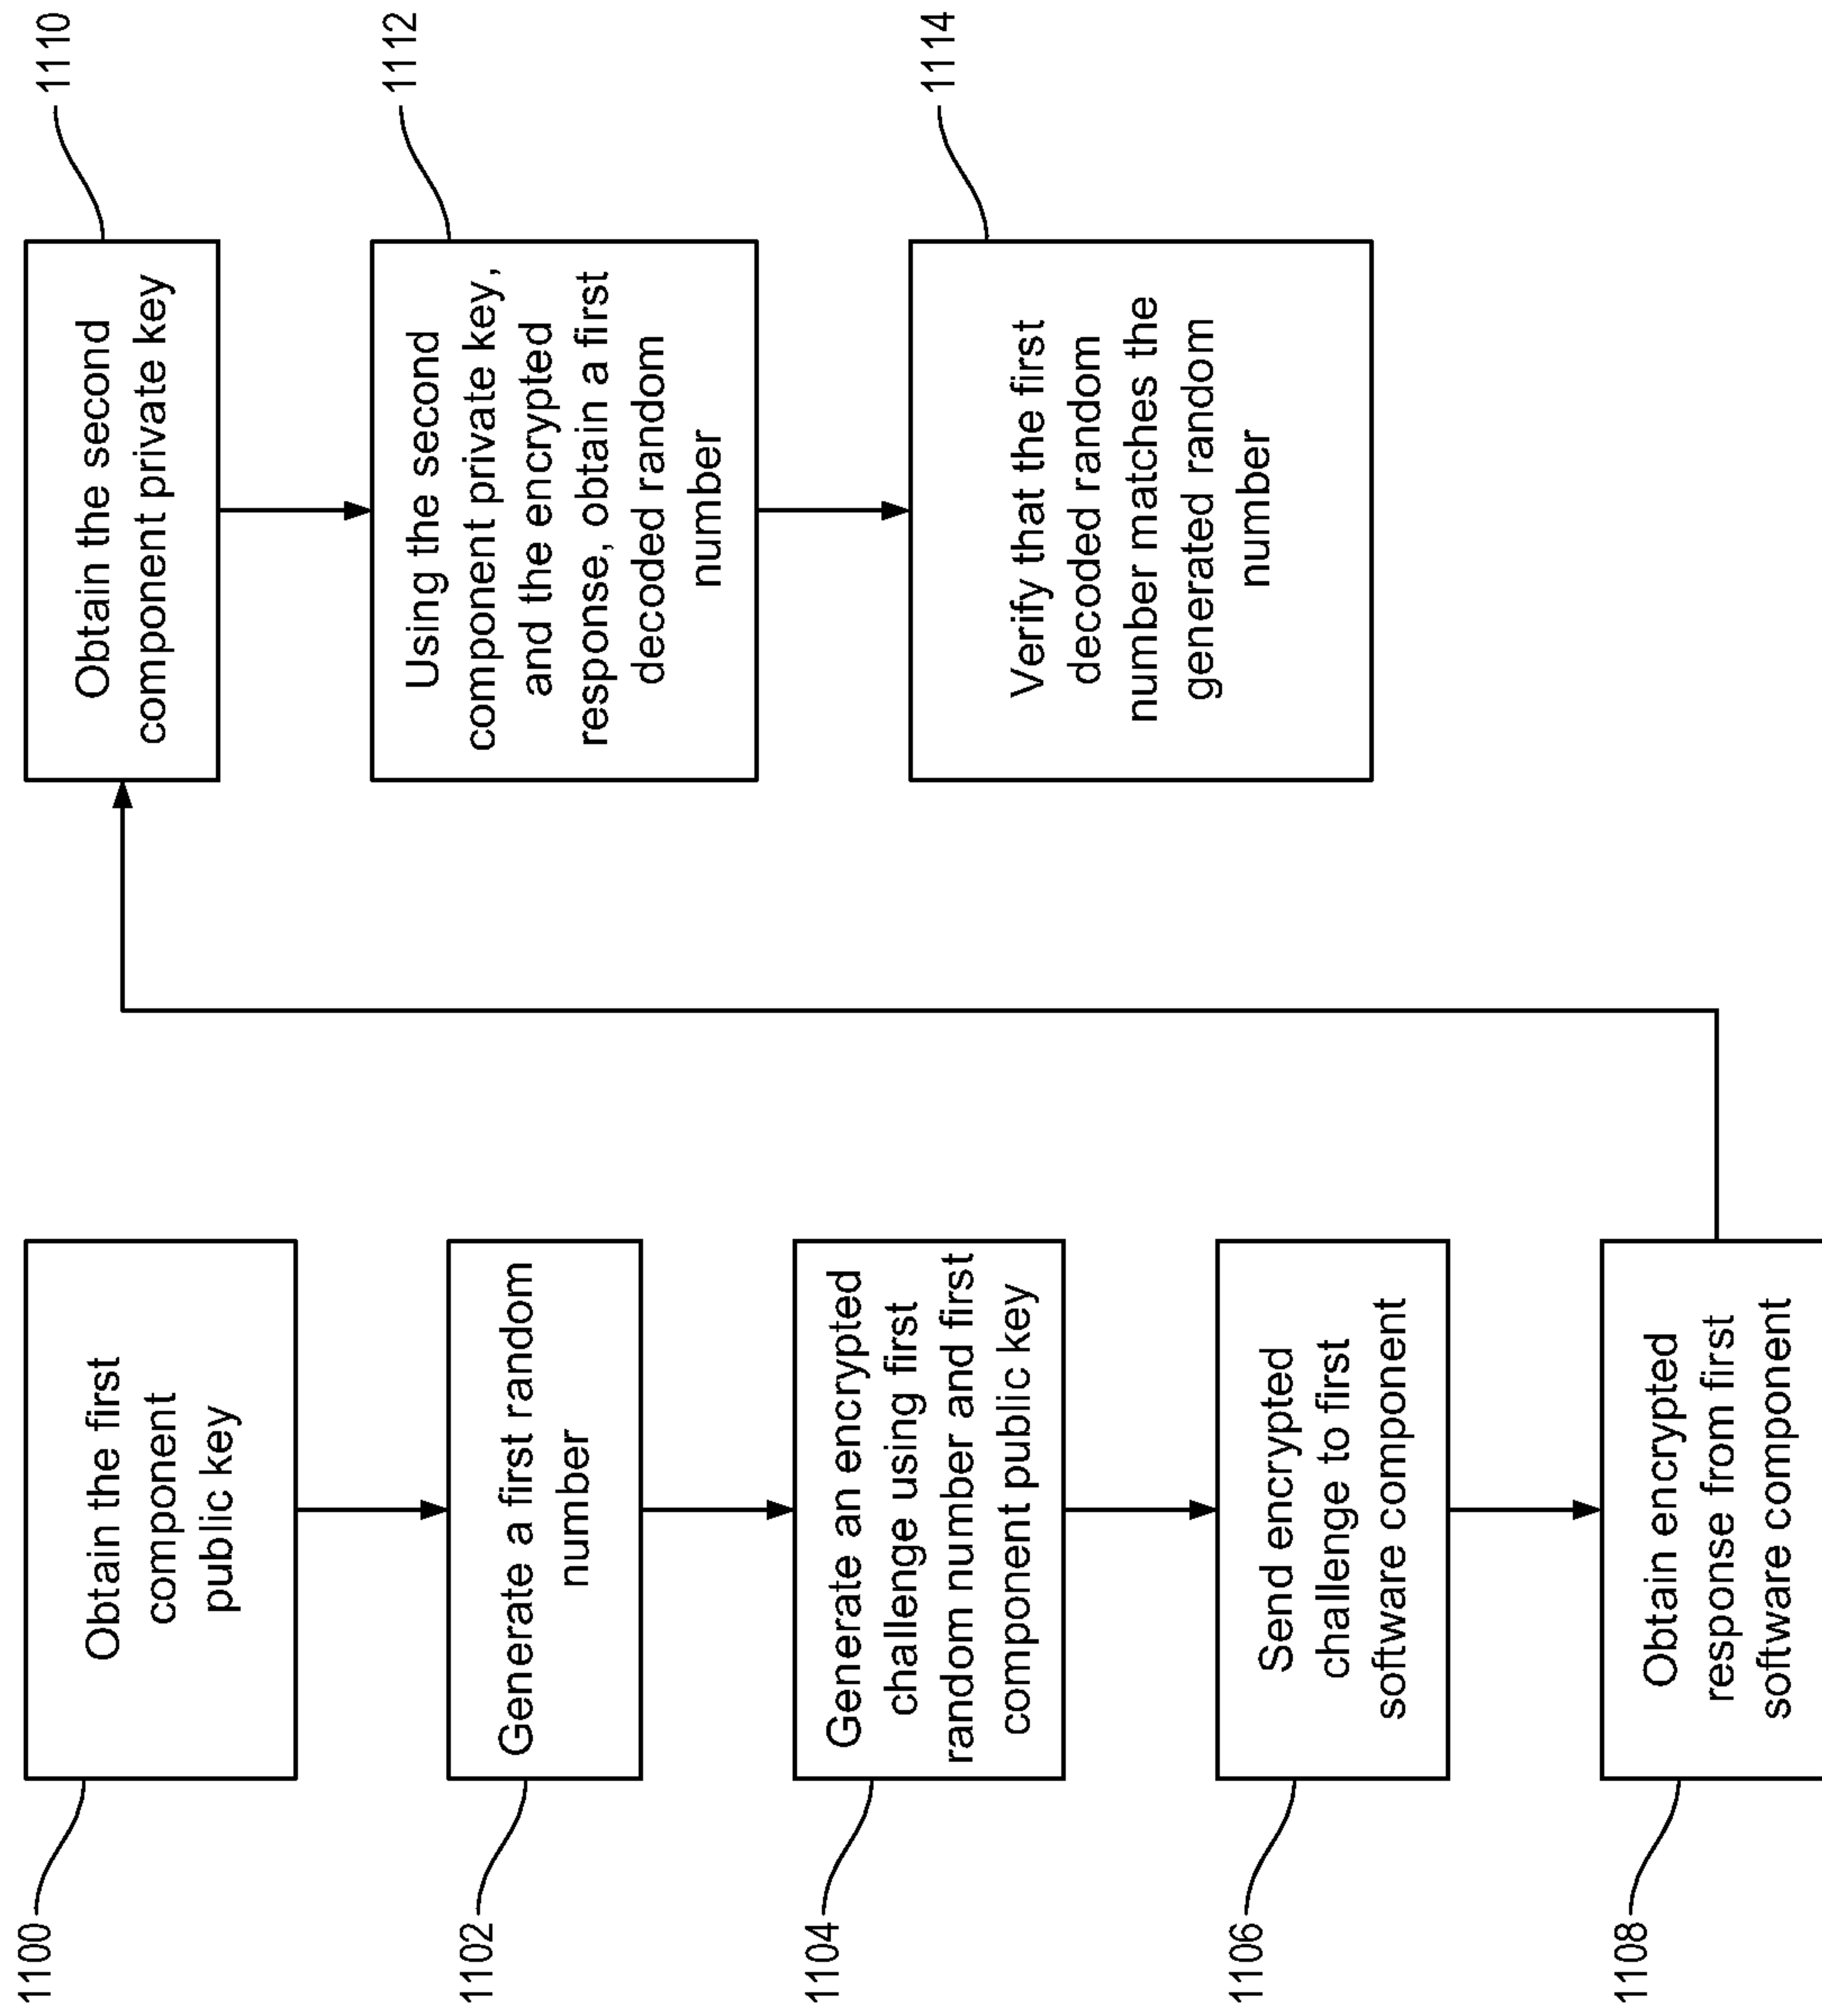 1100
Obtain the first
component
public key
1102
Generate a first random
number
1104
Generate an encrypted
challenge using first
random number and first
component public key
1106
Send encrypted
challenge to first
software component
1108
Obtain encrypted
response from first
software component
1110
Obtain the second
component private key
1112
Using the second
component private key,
and the encrypted
response, obtain a first
decoded random
number
1114
Verify that the first
decoded random
number matches the
generated random
number